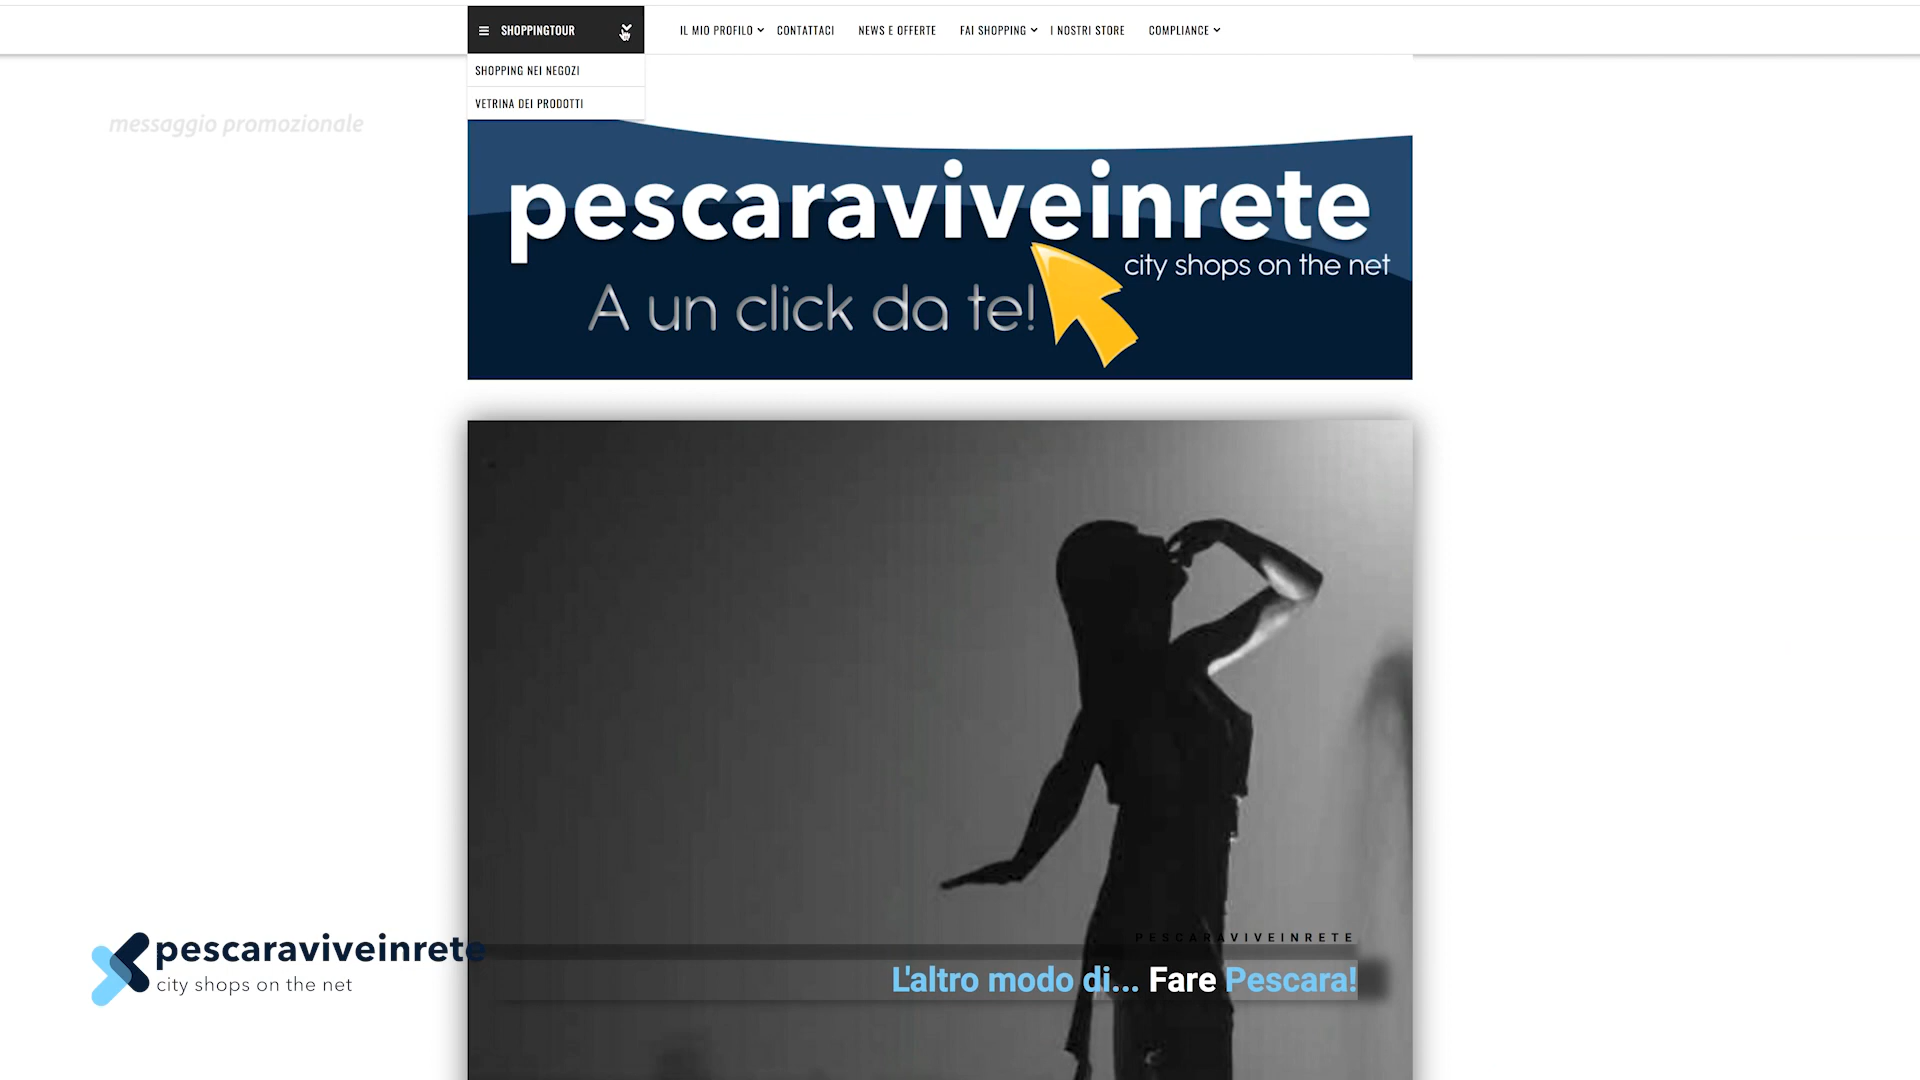 SHOPPINGTOUR
IL MIO PROFILO
CONTATTACI
NEWS E OFFERTE
FAI SHOPPING
I NOSTRI STORE
COMPLIANCE
SHOPPING NEI NEGOZI
VETRINA DEI PRODOTTI
messaggio promozionale
pescaraviveinrete
city shops on the net
A un click da te!
PESCARAVIVEINRETE
L'altro modo di... Fare Pescara!
pescaraviveinrete
city shops on the net